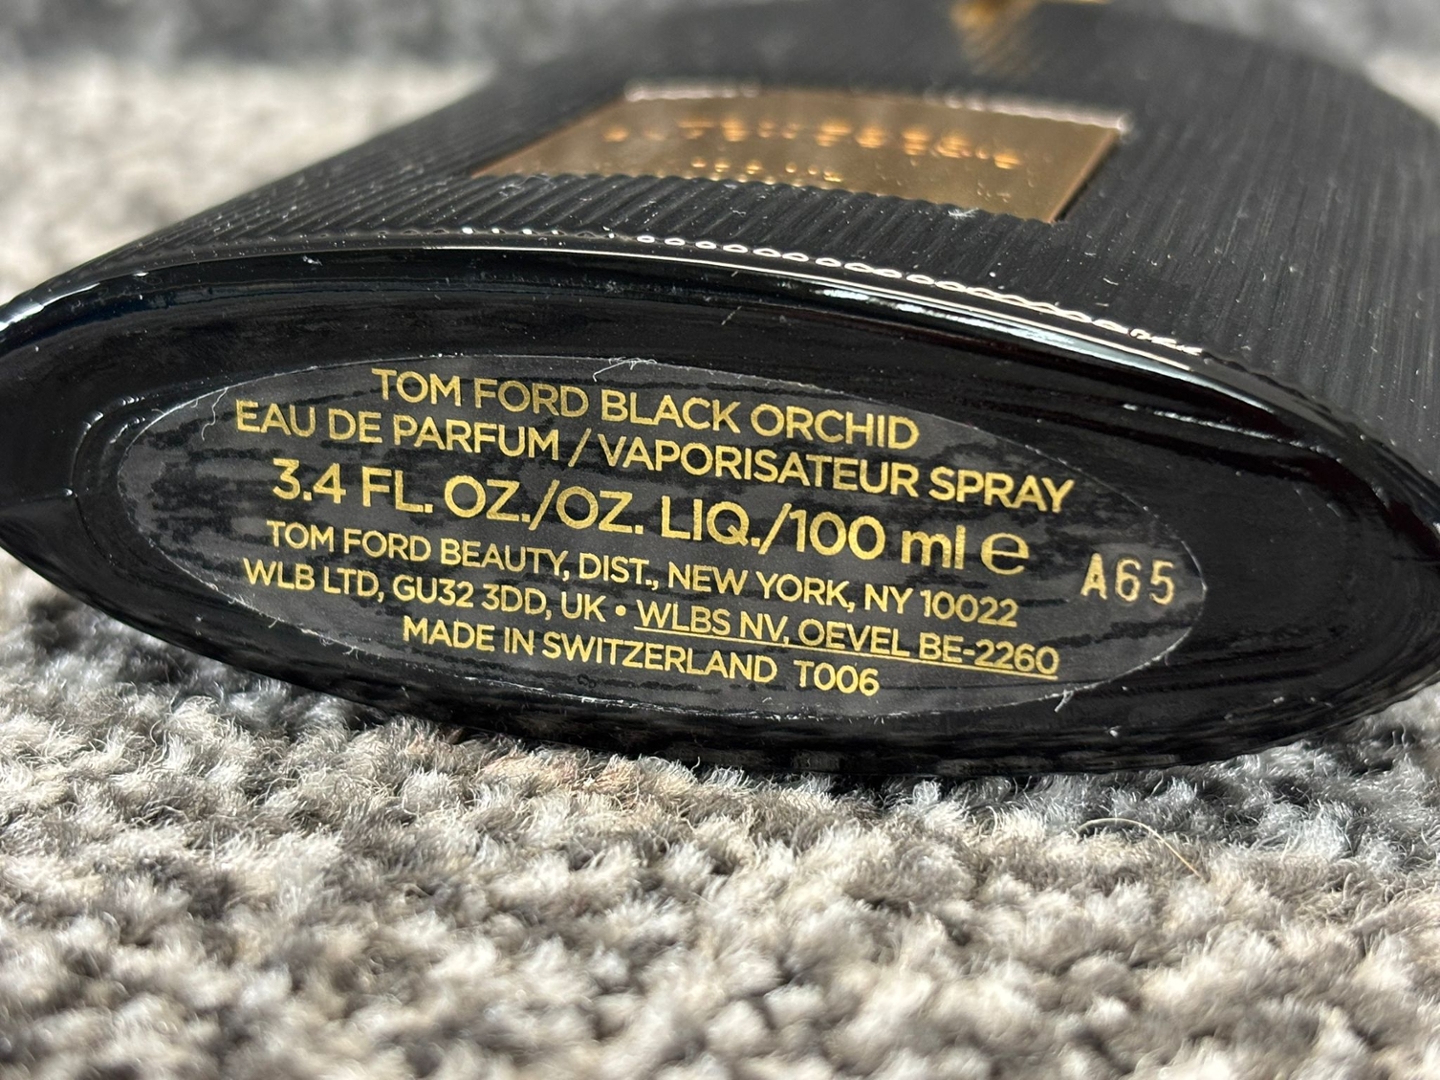 TOM FORD BLACK ORCHID
EAU DE PARFUM / VAPORISATEUR SPRAY
3.4 FL. OZ./OZ. LIQ./100 ml ℮
TOM FORD BEAUTY, DIST., NEW YORK, NY 10022
WLB LTD, GU32 3DD, UK • WLBS NV, OEVEL BE-2260
MADE IN SWITZERLAND T006
A65